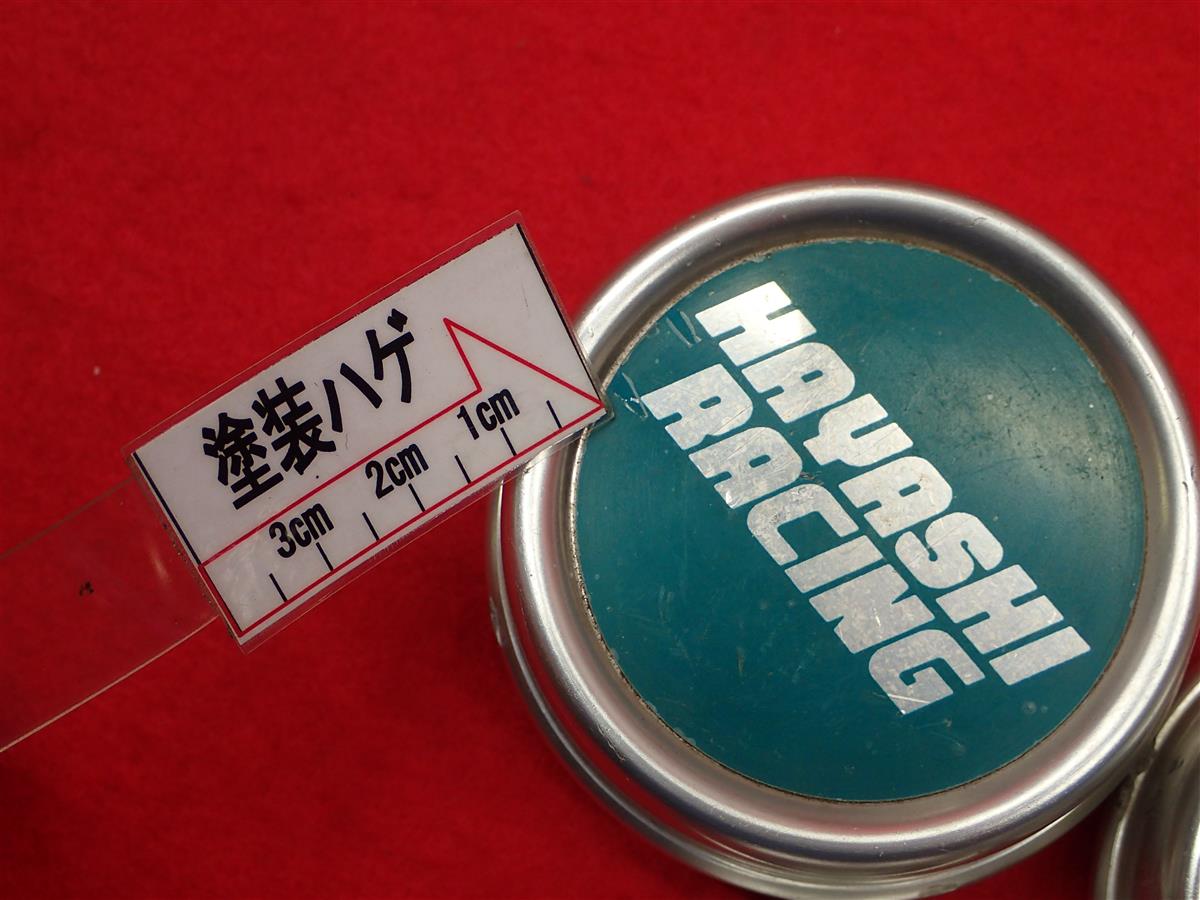 塗装ハゲ
3cm 2cm 1cm
HAYASHI
RACING